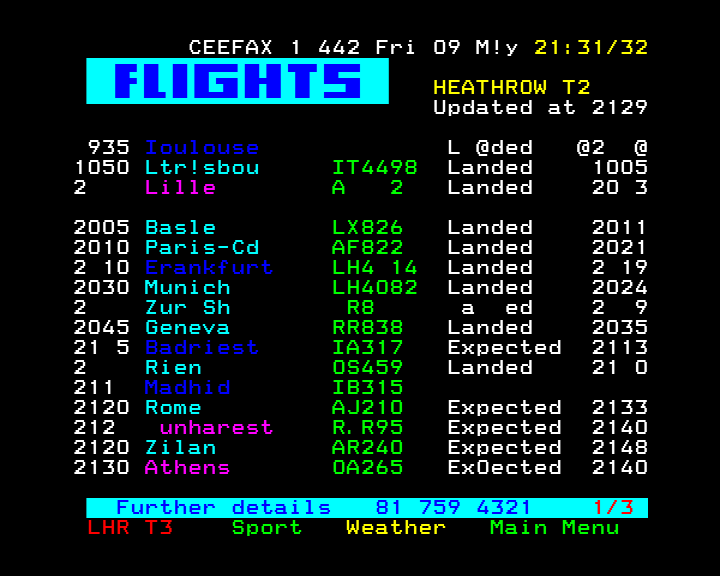 CEEFAX 1 442 Fri 09 M!y 21:31/32
FLIGHTS
HEATHROW T2
Updated at 2129
935 Ioulouse L @ded @2 @
1050 Ltr!sbou IT4498 Landed 1005
2 Lille A 2 Landed 20 3
2005 Basle LX826 Landed 2011
2010 Paris-Cd AF822 Landed 2021
2 10 Erankfurt LH4 14 Landed 2 19
2030 Munich LH4082 Landed 2024
2 Zur Sh R8 a ed 2 9
2045 Geneva RR838 Landed 2035
21 5 Badriest IA317 Expected 2113
2 Rien OS459 Landed 21 0
211 Madhid IB315
2120 Rome AJ210 Expected 2133
212 unharest R.R95 Expected 2140
2120 Zilan AR240 Expected 2148
2130 Athens OA265 ExOected 2140
Further details 81 759 4321 1/3
LHR T3 Sport Weather Main Menu